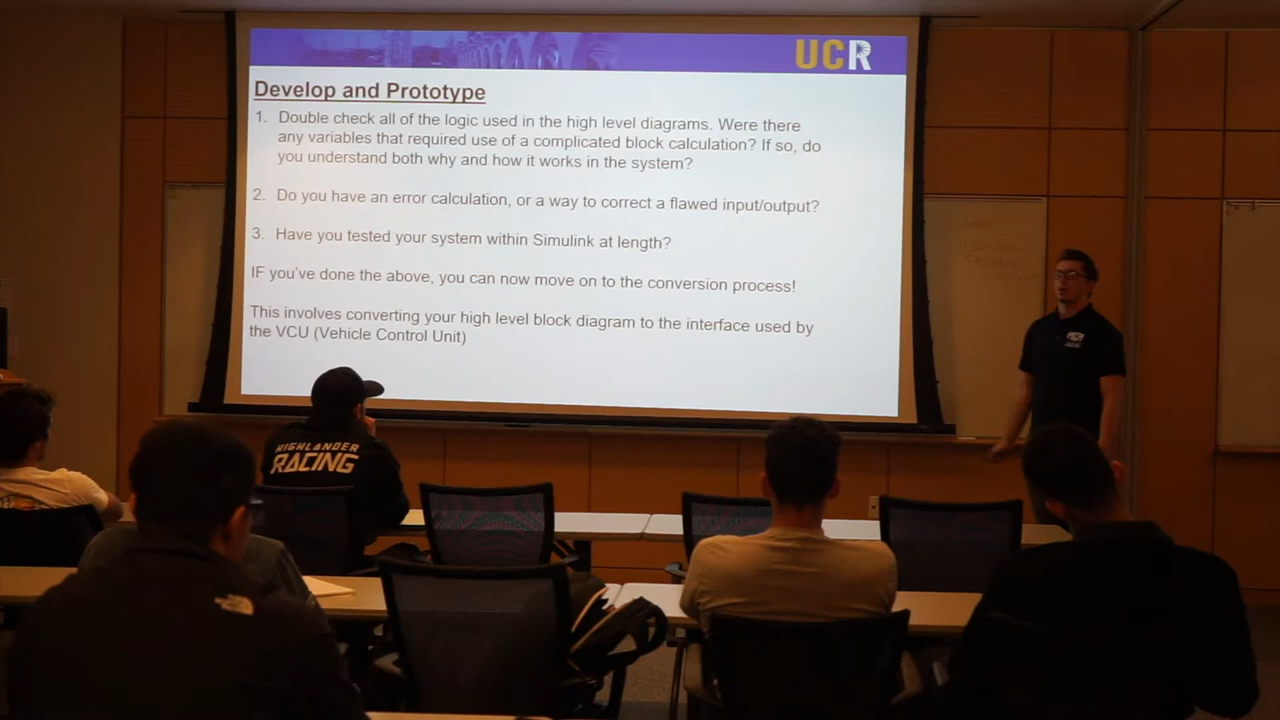 UCR
Develop and Prototype
1. Double check all of the logic used in the high level diagrams. Were there
any variables that required use of a complicated block calculation? If so, do
you understand both why and how it works in the system?
2. Do you have an error calculation, or a way to correct a flawed input/output?
3. Have you tested your system within Simulink at length?
IF you've done the above, you can now move on to the conversion process!
This involves converting your high level block diagram to the interface used by
the VCU (Vehicle Control Unit)
HIGHLANDER
RACING